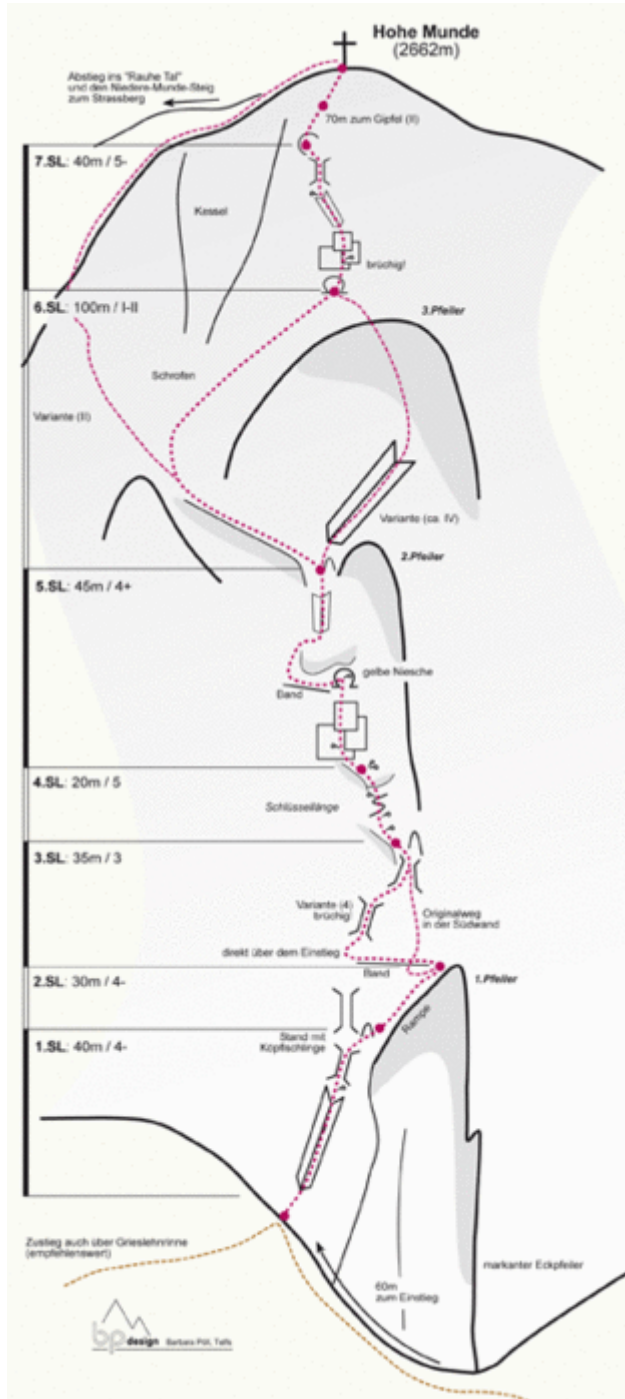 Hohe Munde
(2662m)
Abstieg ins "Rauhe Tal"
und den Niedere-Munde-Steig
zum Strassberg
70m zum Gipfel (II)
7.SL: 40m / 5-
Kessel
brüchig!
6.SL: 100m / I-II
3.Pfeiler
Schrofen
Variante (II)
Variante (ca. IV)
2.Pfeiler
5.SL: 45m / 4+
gelbe Niesche
Band
4.SL: 20m / 5
Schlüssellänge
3.SL: 35m / 3
Variante (4)
brüchig!
Originalweg
in der Südwand
direkt über dem Einstieg
Band
1.Pfeiler
2.SL: 30m / 4-
Rampe
Stand mit
Köpflschlinge
1.SL: 40m / 4-
Zustieg auch über Grieslehnrinne
(empfehlenswert)
markanter Eckpfeiler
60m
zum Einstieg
bp design Barbara Pill, Telfs